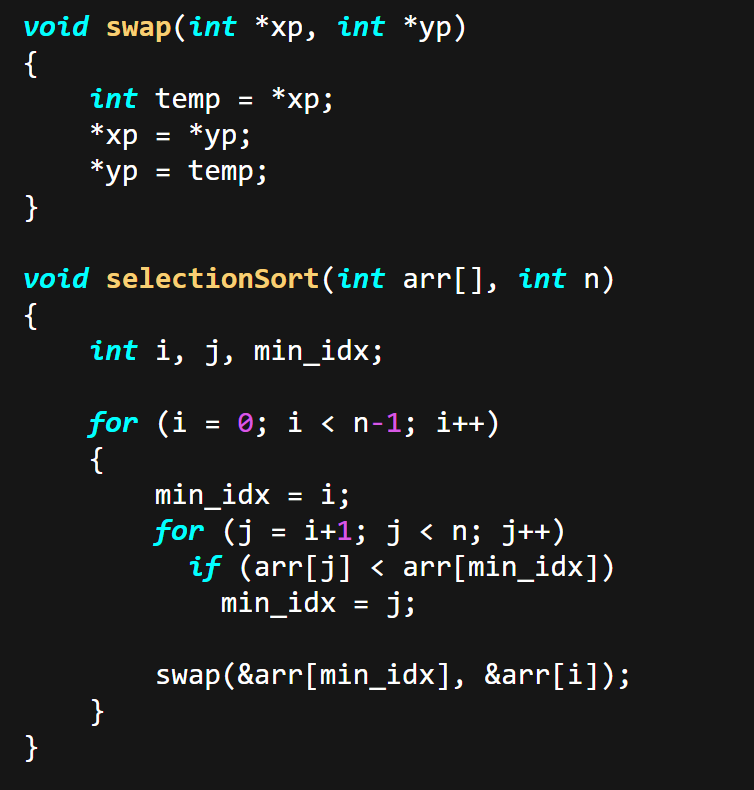 void swap(int *xp, int *yp)
{
    int temp = *xp;
    *xp = *yp;
    *yp = temp;
}

void selectionSort(int arr[], int n)
{
    int i, j, min_idx;

    for (i = 0; i < n-1; i++)
    {
        min_idx = i;
        for (j = i+1; j < n; j++)
          if (arr[j] < arr[min_idx])
            min_idx = j;

        swap(&arr[min_idx], &arr[i]);
    }
}